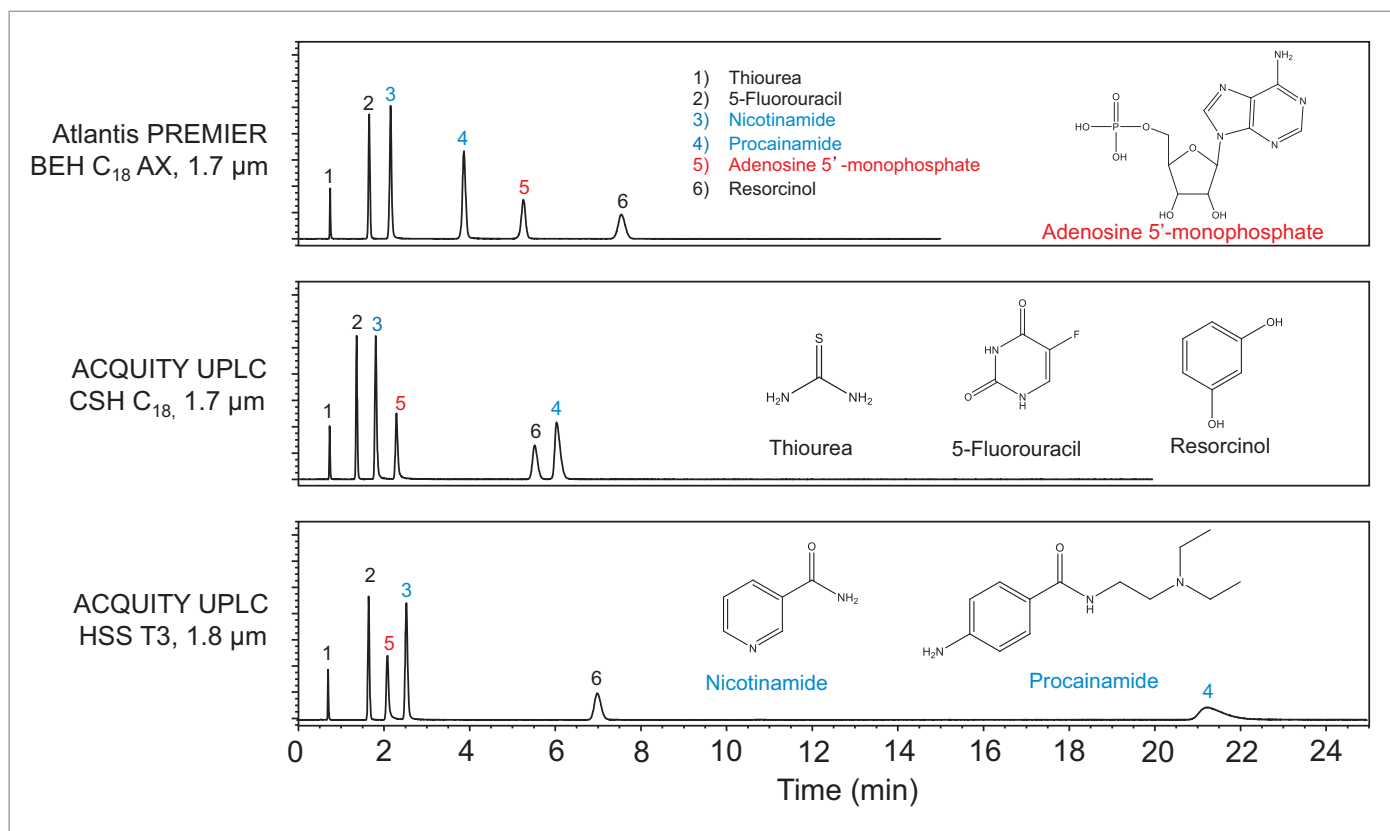 Atlantis PREMIER
BEH C₁₈ AX, 1.7 µm
1
2
3
4
5
6
1) Thiourea
2) 5-Fluorouracil
3) Nicotinamide
4) Procainamide
5) Adenosine 5'-monophosphate
6) Resorcinol
NH₂
N
N
N
N
O
HO
P
O
OH
O
HO
OH
Adenosine 5'-monophosphate
ACQUITY UPLC
CSH C₁₈, 1.7 µm
1
2
3
5
6
4
S
H₂N
NH₂
Thiourea
O
F
HN
O
N
H
5-Fluorouracil
OH
OH
Resorcinol
ACQUITY UPLC
HSS T3, 1.8 µm
1
2
5
3
6
4
O
NH₂
N
Nicotinamide
O
N
H
N
H₂N
Procainamide
0 2 4 6 8 10 12 14 16 18 20 22 24
Time (min)